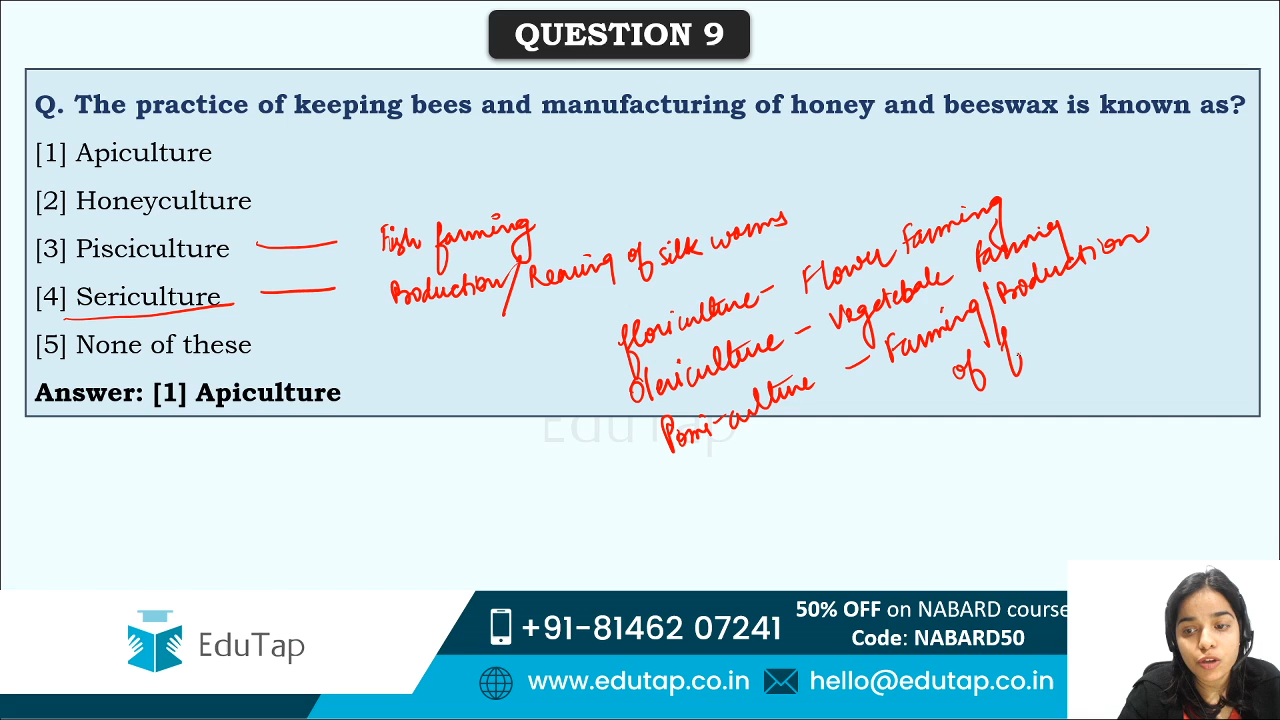 QUESTION 9
Q. The practice of keeping bees and manufacturing of honey and beeswax is known as?
[1] Apiculture
[2] Honeyculture
[3] Pisciculture
Fish farming
[4] Sericulture
Production / Rearing of silk worms
[5] None of these
Answer: [1] Apiculture
floriculture - Flower Farming
Olericulture - Vegetebale Farming
Pomi-culture - Farming / Production
of f
EduTap
EduTap
+91-81462 07241
50% OFF on NABARD course
Code: NABARD50
www.edutap.co.in
hello@edutap.co.in